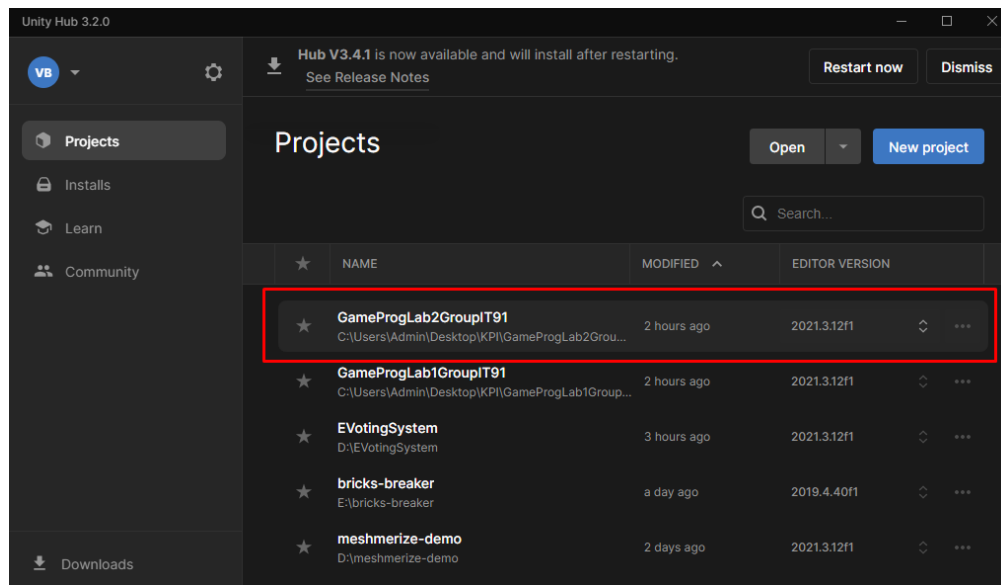 Unity Hub 3.2.0
VB
Hub V3.4.1 is now available and will install after restarting.
See Release Notes
Restart now
Dismiss
Projects
Installs
Learn
Community
Downloads
Projects
Open
New project
Search...
NAME MODIFIED EDITOR VERSION
GameProgLab2GroupIT91
C:\Users\Admin\Desktop\KPI\GameProgLab2Grou...
2 hours ago
2021.3.12f1
GameProgLab1GroupIT91
C:\Users\Admin\Desktop\KPI\GameProgLab1Group...
2 hours ago
2021.3.12f1
EVotingSystem
D:\EVotingSystem
3 hours ago
2021.3.12f1
bricks-breaker
E:\bricks-breaker
a day ago
2019.4.40f1
meshmerize-demo
D:\meshmerize-demo
2 days ago
2021.3.12f1